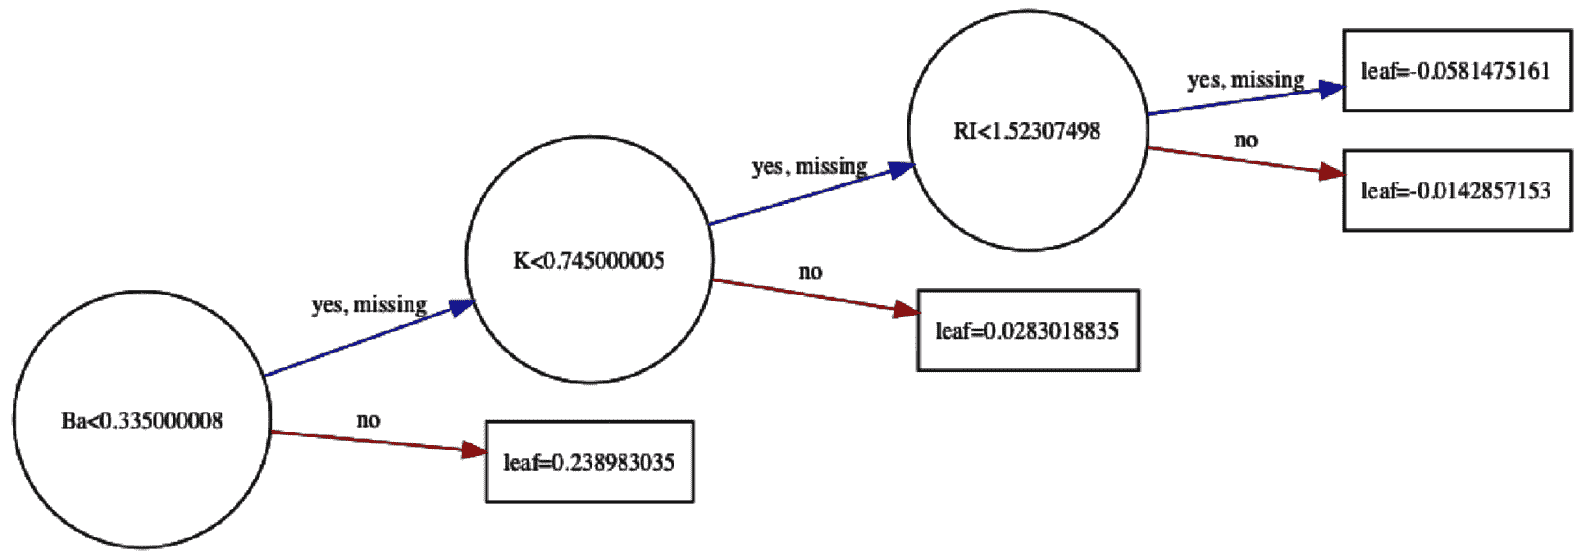 yes, missing
leaf=-0.0581475161
RI<1.52307498
no
yes, missing
leaf=-0.0142857153
K<0.745000005
no
yes, missing
leaf=0.0283018835
Ba<0.335000008
no
leaf=0.238983035